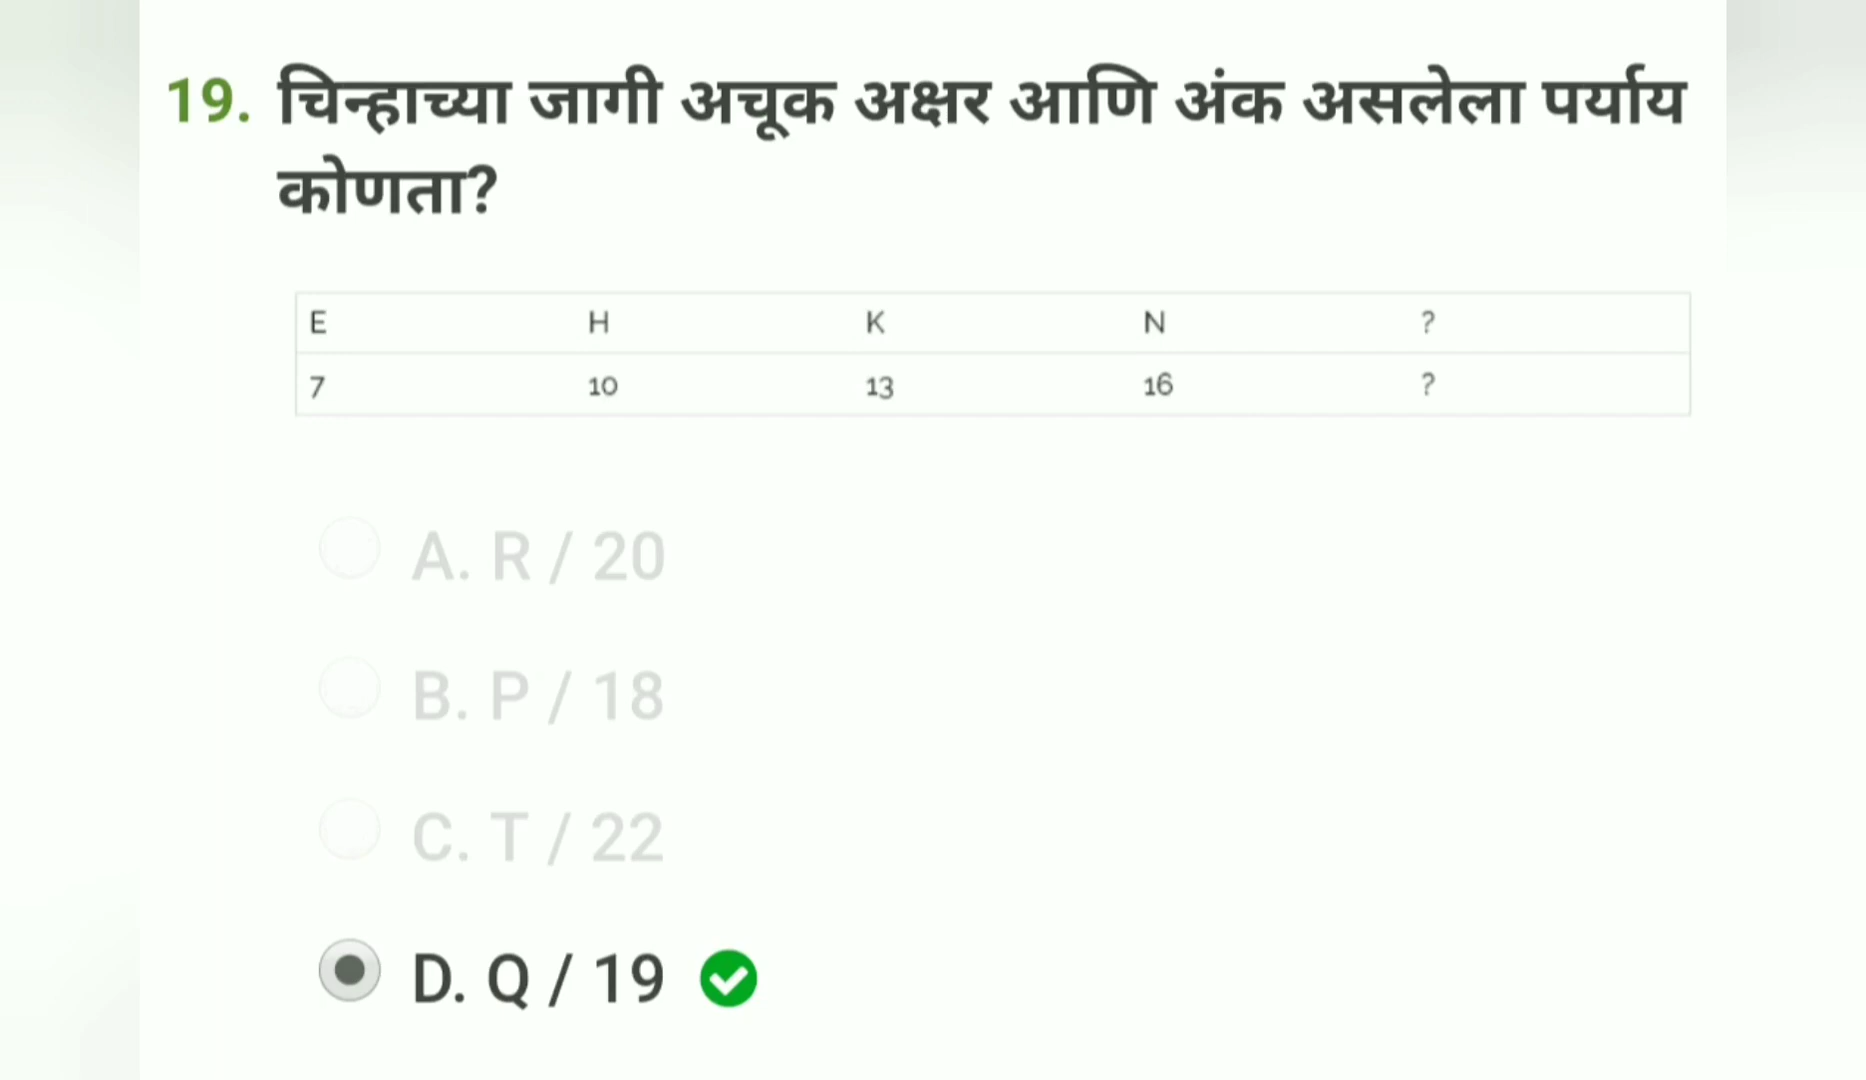 19. चिन्हाच्या जागी अचूक अक्षर आणि अंक असलेला पर्याय
कोणता?
E H K N ?
7 10 13 16 ?
A. R / 20
B. P / 18
C. T / 22
D. Q / 19